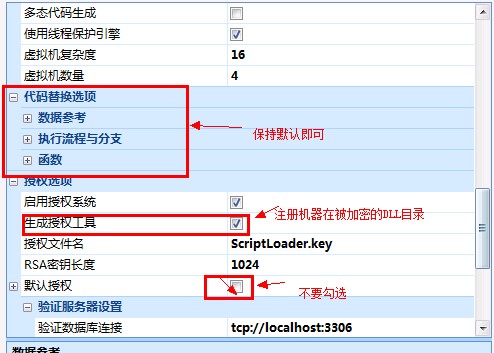 多态代码生成
使用线程保护引擎
虚拟机复杂度 16
虚拟机数量 4
代码替换选项
数据参考
保持默认即可
执行流程与分支
函数
授权选项
启用授权系统
注册机器在被加密的DLL目录
生成授权工具
授权文件名 ScriptLoader.key
RSA密钥长度 1024
默认授权
不要勾选
验证服务器设置
验证数据库连接 tcp://localhost:3306
数据参考